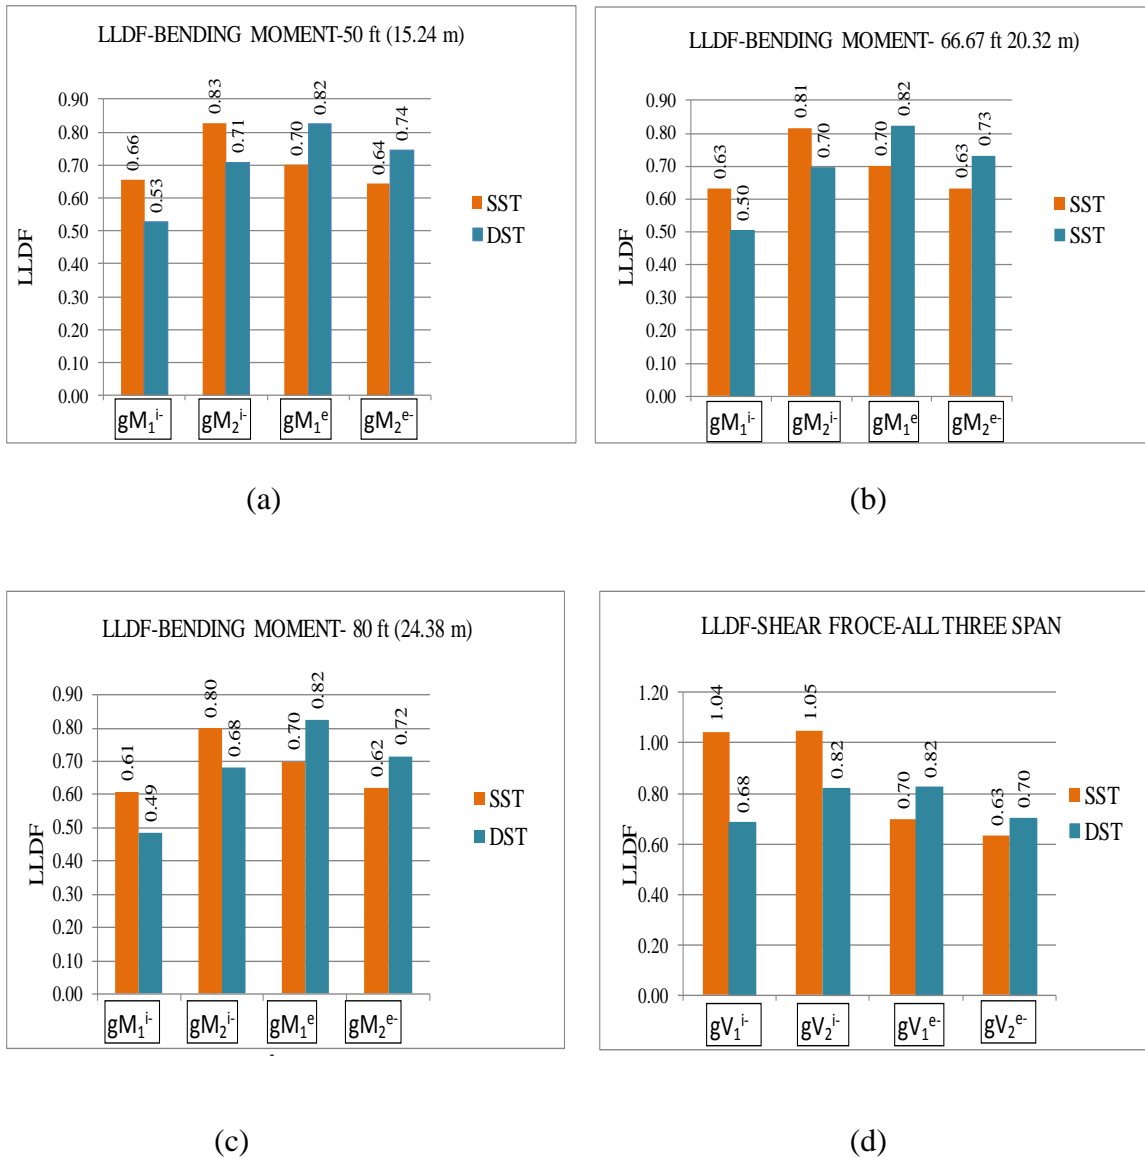 LLDF-BENDING MOMENT-50 ft (15.24 m)
LLDF
0.90
0.80
0.70
0.60
0.50
0.40
0.30
0.20
0.10
0.00
0.66
0.53
0.83
0.71
0.70
0.82
0.64
0.74
SST
DST
gM₁ⁱ⁻
gM₂ⁱ⁻
gM₁ᵉ
gM₂ᵉ⁻
(a)
LLDF-BENDING MOMENT- 66.67 ft 20.32 m)
LLDF
0.90
0.80
0.70
0.60
0.50
0.40
0.30
0.20
0.10
0.00
0.63
0.50
0.81
0.70
0.70
0.82
0.63
0.73
SST
SST
gM₁ⁱ⁻
gM₂ⁱ⁻
gM₁ᵉ
gM₂ᵉ⁻
(b)
LLDF-BENDING MOMENT- 80 ft (24.38 m)
LLDF
0.90
0.80
0.70
0.60
0.50
0.40
0.30
0.20
0.10
0.00
0.61
0.49
0.80
0.68
0.70
0.82
0.62
0.72
SST
DST
gM₁ⁱ⁻
gM₂ⁱ⁻
gM₁ᵉ
gM₂ᵉ⁻
(c)
LLDF-SHEAR FROCE-ALL THREE SPAN
LLDF
1.20
1.00
0.80
0.60
0.40
0.20
0.00
1.04
0.68
1.05
0.82
0.70
0.82
0.63
0.70
SST
DST
gV₁ⁱ⁻
gV₂ⁱ⁻
gV₁ᵉ⁻
gV₂ᵉ⁻
(d)